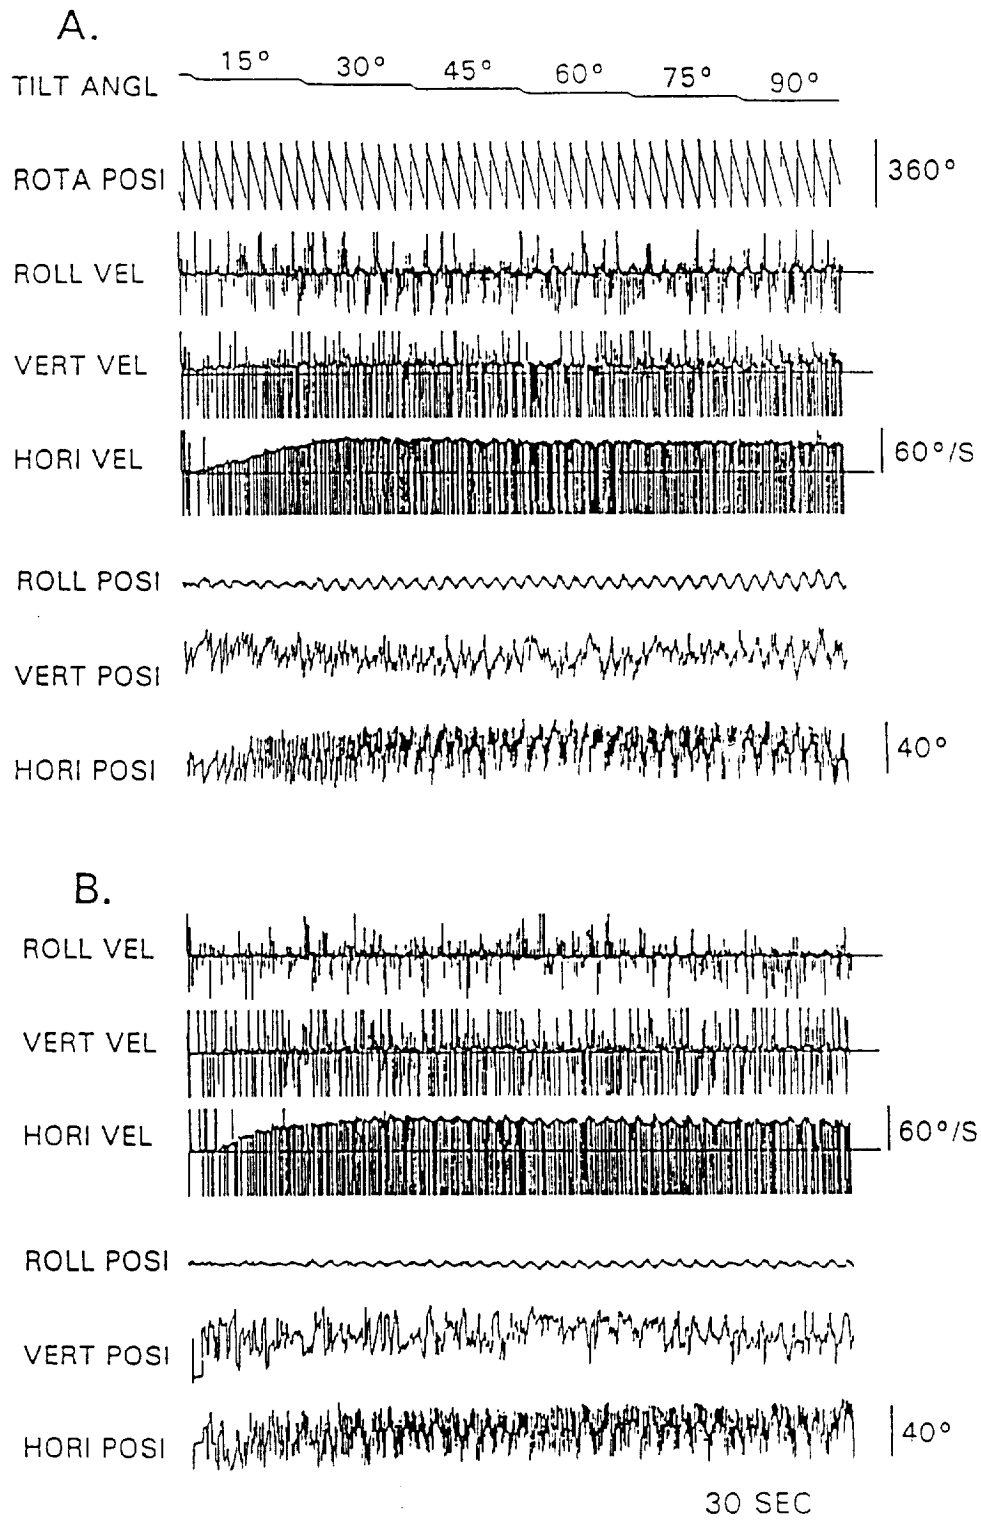 A.
TILT ANGL 15° 30° 45° 60° 75° 90°
ROTA POSI 360°
ROLL VEL
VERT VEL
HORI VEL 60°/S
ROLL POSI
VERT POSI
HORI POSI 40°
B.
ROLL VEL
VERT VEL
HORI VEL 60°/S
ROLL POSI
VERT POSI
HORI POSI 40°
30 SEC